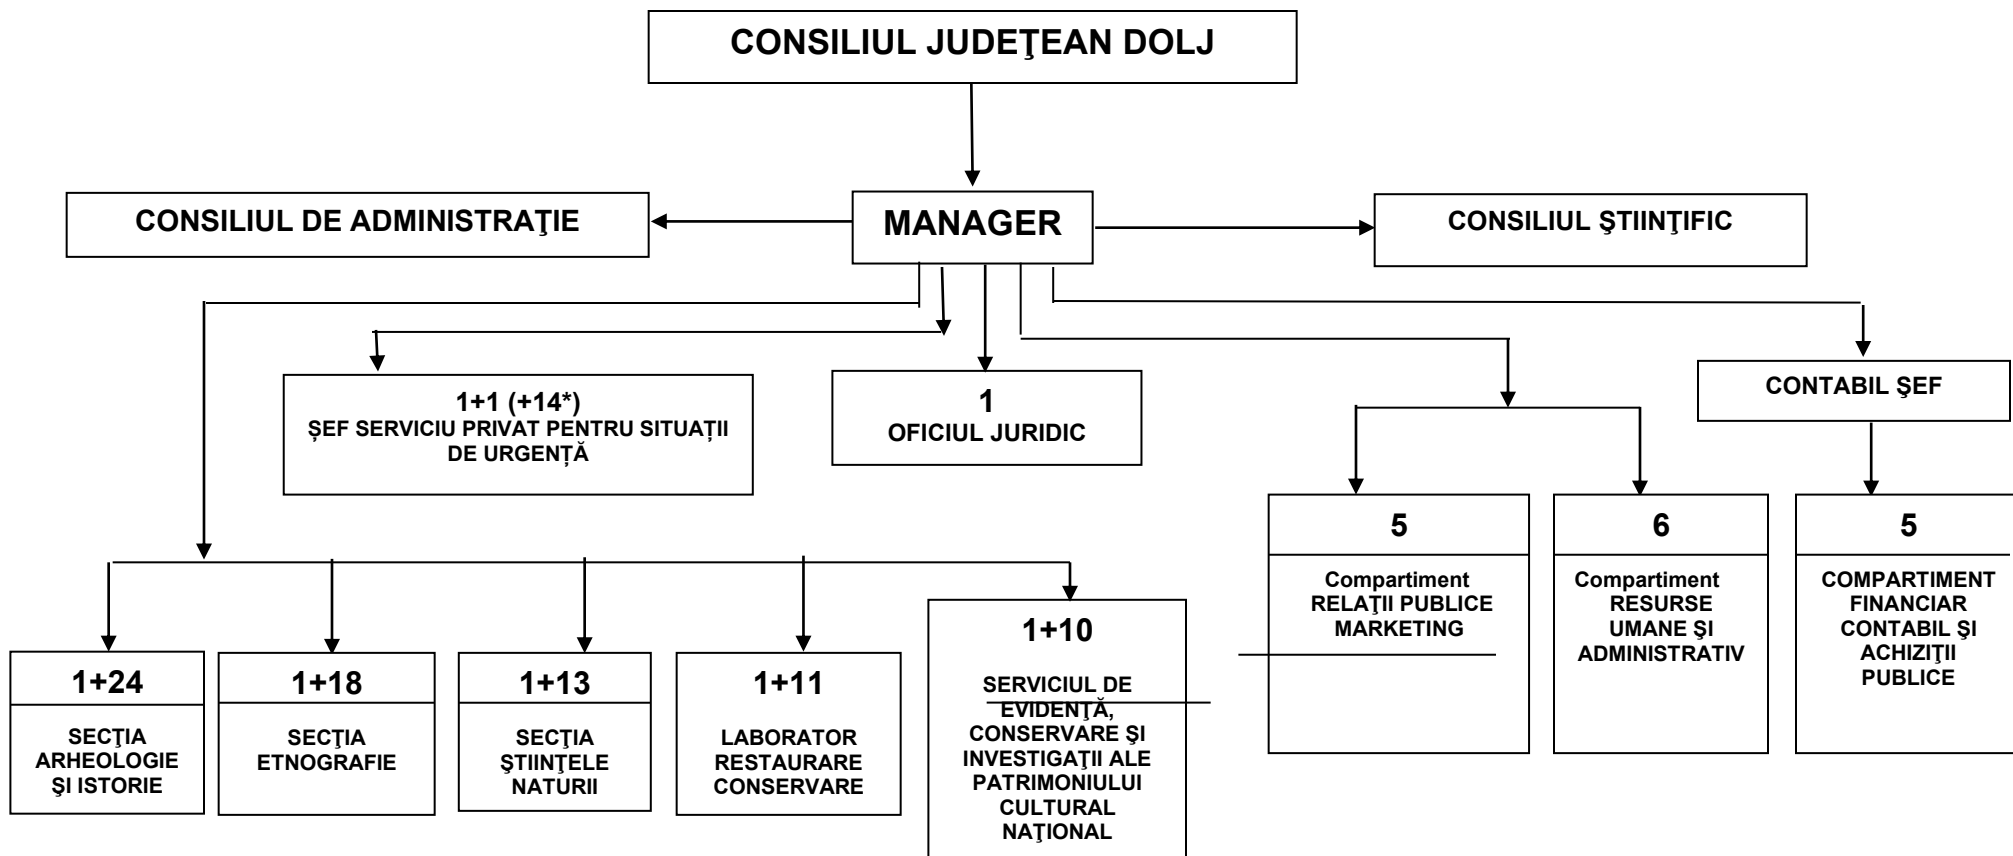 CONSILIUL JUDEŢEAN DOLJ
CONSILIUL DE ADMINISTRAŢIE
MANAGER
CONSILIUL ŞTIINŢIFIC
1+1 (+14*)
ȘEF SERVICIU PRIVAT PENTRU SITUAȚII
DE URGENȚĂ
1
OFICIUL JURIDIC
CONTABIL ŞEF
5
Compartiment
RELAŢII PUBLICE
MARKETING
6
Compartiment
RESURSE
UMANE ŞI
ADMINISTRATIV
5
COMPARTIMENT
FINANCIAR
CONTABIL ŞI
ACHIZIŢII
PUBLICE
1+24
SECŢIA
ARHEOLOGIE
ŞI ISTORIE
1+18
SECŢIA
ETNOGRAFIE
1+13
SECŢIA
ŞTIINŢELE
NATURII
1+11
LABORATOR
RESTAURARE
CONSERVARE
1+10
SERVICIUL DE
EVIDENŢĂ,
CONSERVARE ŞI
INVESTIGAŢII ALE
PATRIMONIULUI
CULTURAL
NAŢIONAL